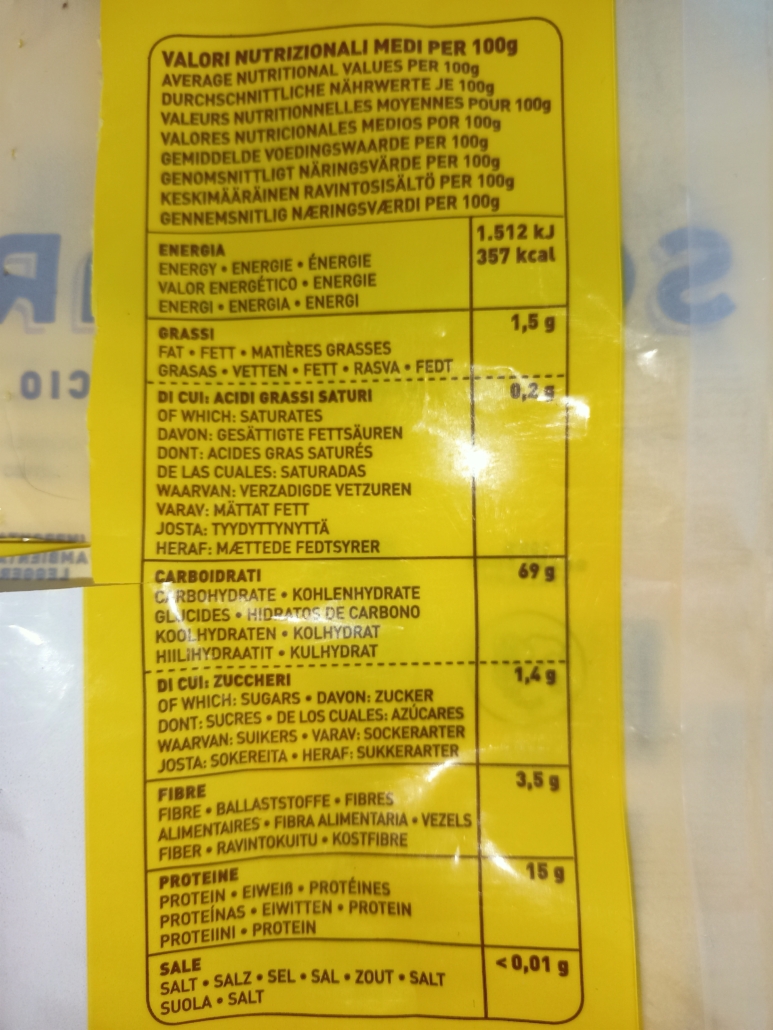 VALORI NUTRIZIONALI MEDI PER 100g
AVERAGE NUTRITIONAL VALUES PER 100g
DURCHSCHNITTLICHE NÄHRWERTE JE 100g
VALEURS NUTRITIONNELLES MOYENNES POUR 100g
VALORES NUTRICIONALES MEDIOS POR 100g
GEMIDDELDE VOEDINGSWAARDE PER 100g
GENOMSNITTLIGT NÄRINGSVÄRDE PER 100g
KESKIMÄÄRÄINEN RAVINTOSISÄLTÖ PER 100g
GENNEMSNITLIG NÆRINGSVÆRDI PER 100g
ENERGIA
ENERGY • ENERGIE • ÉNERGIE
VALOR ENERGÉTICO • ENERGIE
ENERGI • ENERGIA • ENERGI
1.512 kJ
357 kcal
GRASSI
FAT • FETT • MATIÈRES GRASSES
GRASAS • VETTEN • FETT • RASVA • FEDT
1,5 g
DI CUI: ACIDI GRASSI SATURI
OF WHICH: SATURATES
DAVON: GESÄTTIGTE FETTSÄUREN
DONT: ACIDES GRAS SATURÉS
DE LAS CUALES: SATURADAS
WAARVAN: VERZADIGDE VETZUREN
VARAV: MÄTTAT FETT
JOSTA: TYYDYTTYNYTTÄ
HERAF: MÆTTEDE FEDTSYRER
0,2 g
CARBOIDRATI
CARBOHYDRATE • KOHLENHYDRATE
GLUCIDES • HIDRATOS DE CARBONO
KOOLHYDRATEN • KOLHYDRAT
HIILIHYDRAATIT • KULHYDRAT
69 g
DI CUI: ZUCCHERI
OF WHICH: SUGARS • DAVON: ZUCKER
DONT: SUCRES • DE LOS CUALES: AZÚCARES
WAARVAN: SUIKERS • VARAV: SOCKERARTER
JOSTA: SOKEREITA • HERAF: SUKKERARTER
1,4 g
FIBRE
FIBRE • BALLASTSTOFFE • FIBRES
ALIMENTAIRES • FIBRA ALIMENTARIA • VEZELS
FIBER • RAVINTOKUITU • KOSTFIBRE
3,5 g
PROTEINE
PROTEIN • EIWEIß • PROTÉINES
PROTEÍNAS • EIWITTEN • PROTEIN
PROTEIINI • PROTEIN
15 g
SALE
SALT • SALZ • SEL • SAL • ZOUT • SALT
SUOLA • SALT
<0,01 g